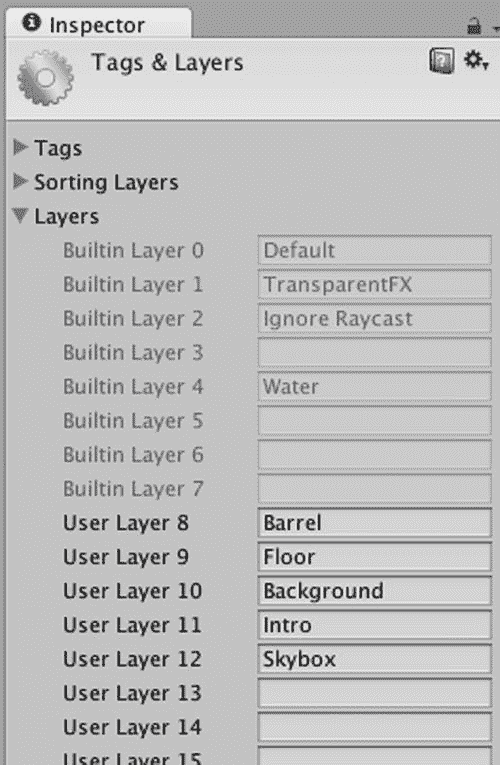 Inspector
Tags & Layers
Tags
Sorting Layers
Layers
Builtin Layer 0 Default
Builtin Layer 1 TransparentFX
Builtin Layer 2 Ignore Raycast
Builtin Layer 3
Builtin Layer 4 Water
Builtin Layer 5
Builtin Layer 6
Builtin Layer 7
User Layer 8 Barrel
User Layer 9 Floor
User Layer 10 Background
User Layer 11 Intro
User Layer 12 Skybox
User Layer 13
User Layer 14
User Layer 15